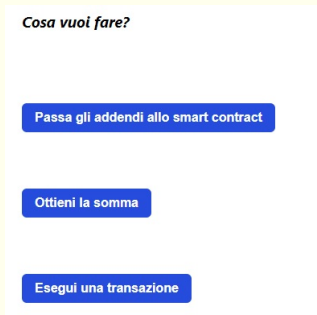 Cosa vuoi fare?
Passa gli addendi allo smart contract
Ottieni la somma
Esegui una transazione